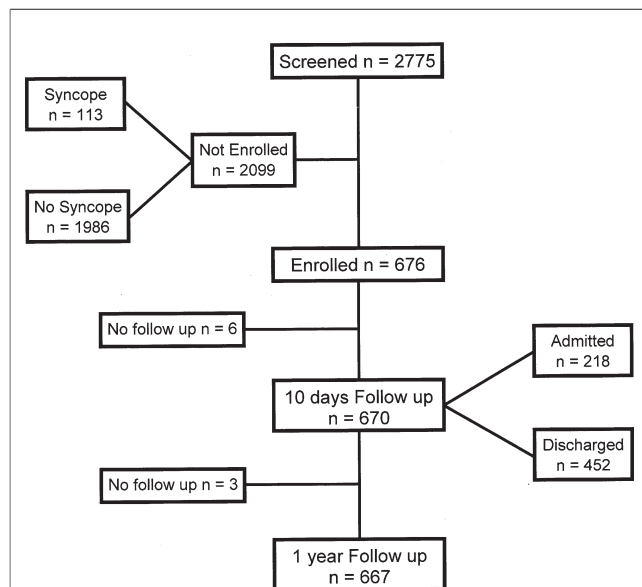 Screened n = 2775
Syncope
n = 113
Not Enrolled
n = 2099
No Syncope
n = 1986
Enrolled n = 676
No follow up n = 6
Admitted
n = 218
10 days Follow up
n = 670
Discharged
n = 452
No follow up n = 3
1 year Follow up
n = 667